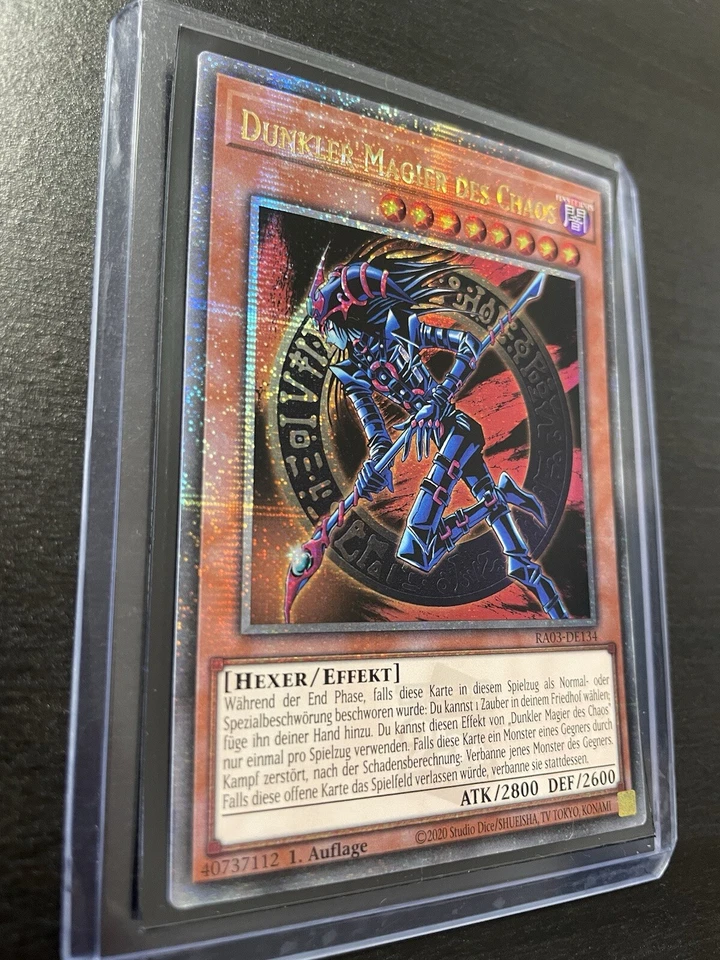 DUNKLER MAGIER DES CHAOS
闇
RA03-DE134
[HEXER/EFFEKT]
Während der End Phase, falls diese Karte in diesem Spielzug als Normal- oder
Spezialbeschwörung beschworen wurde: Du kannst 1 Zauber in deinem Friedhof wählen;
füge ihn deiner Hand hinzu. Du kannst diesen Effekt von „Dunkler Magier des Chaos“
nur einmal pro Spielzug verwenden. Falls diese Karte ein Monster eines Gegners durch
Kampf zerstört, nach der Schadensberechnung: Verbanne jenes Monster des Gegners.
Falls diese offene Karte das Spielfeld verlassen würde, verbanne sie stattdessen.
ATK/2800 DEF/2600
40737112 1. Auflage
©2020 Studio Dice/SHUEISHA, TV TOKYO, KONAMI